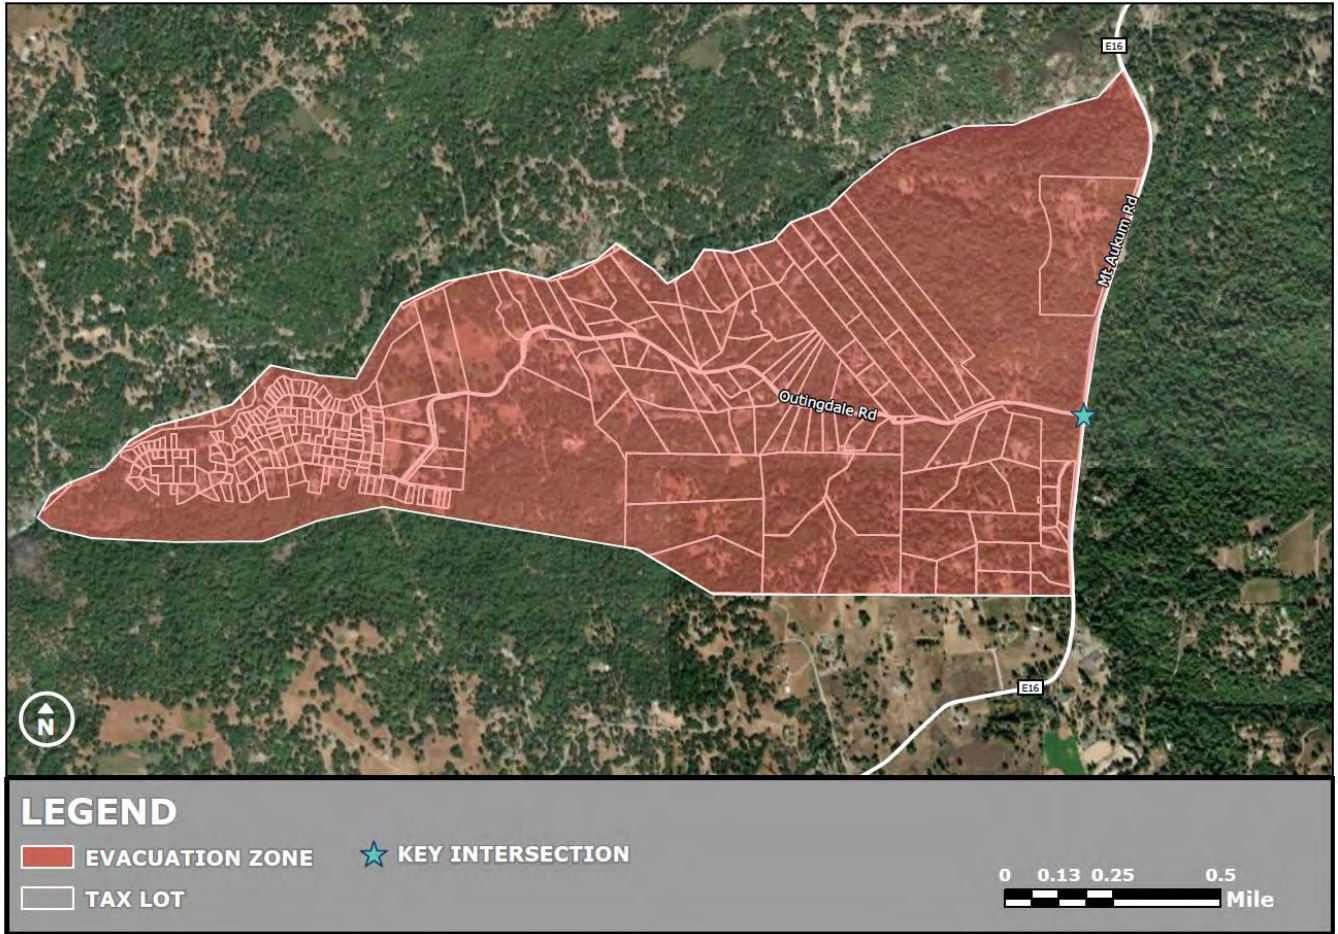 E16
Mt Aukum Rd
Outingdale Rd
E16
N
LEGEND
EVACUATION ZONE
KEY INTERSECTION
TAX LOT
0 0.13 0.25 0.5
Mile